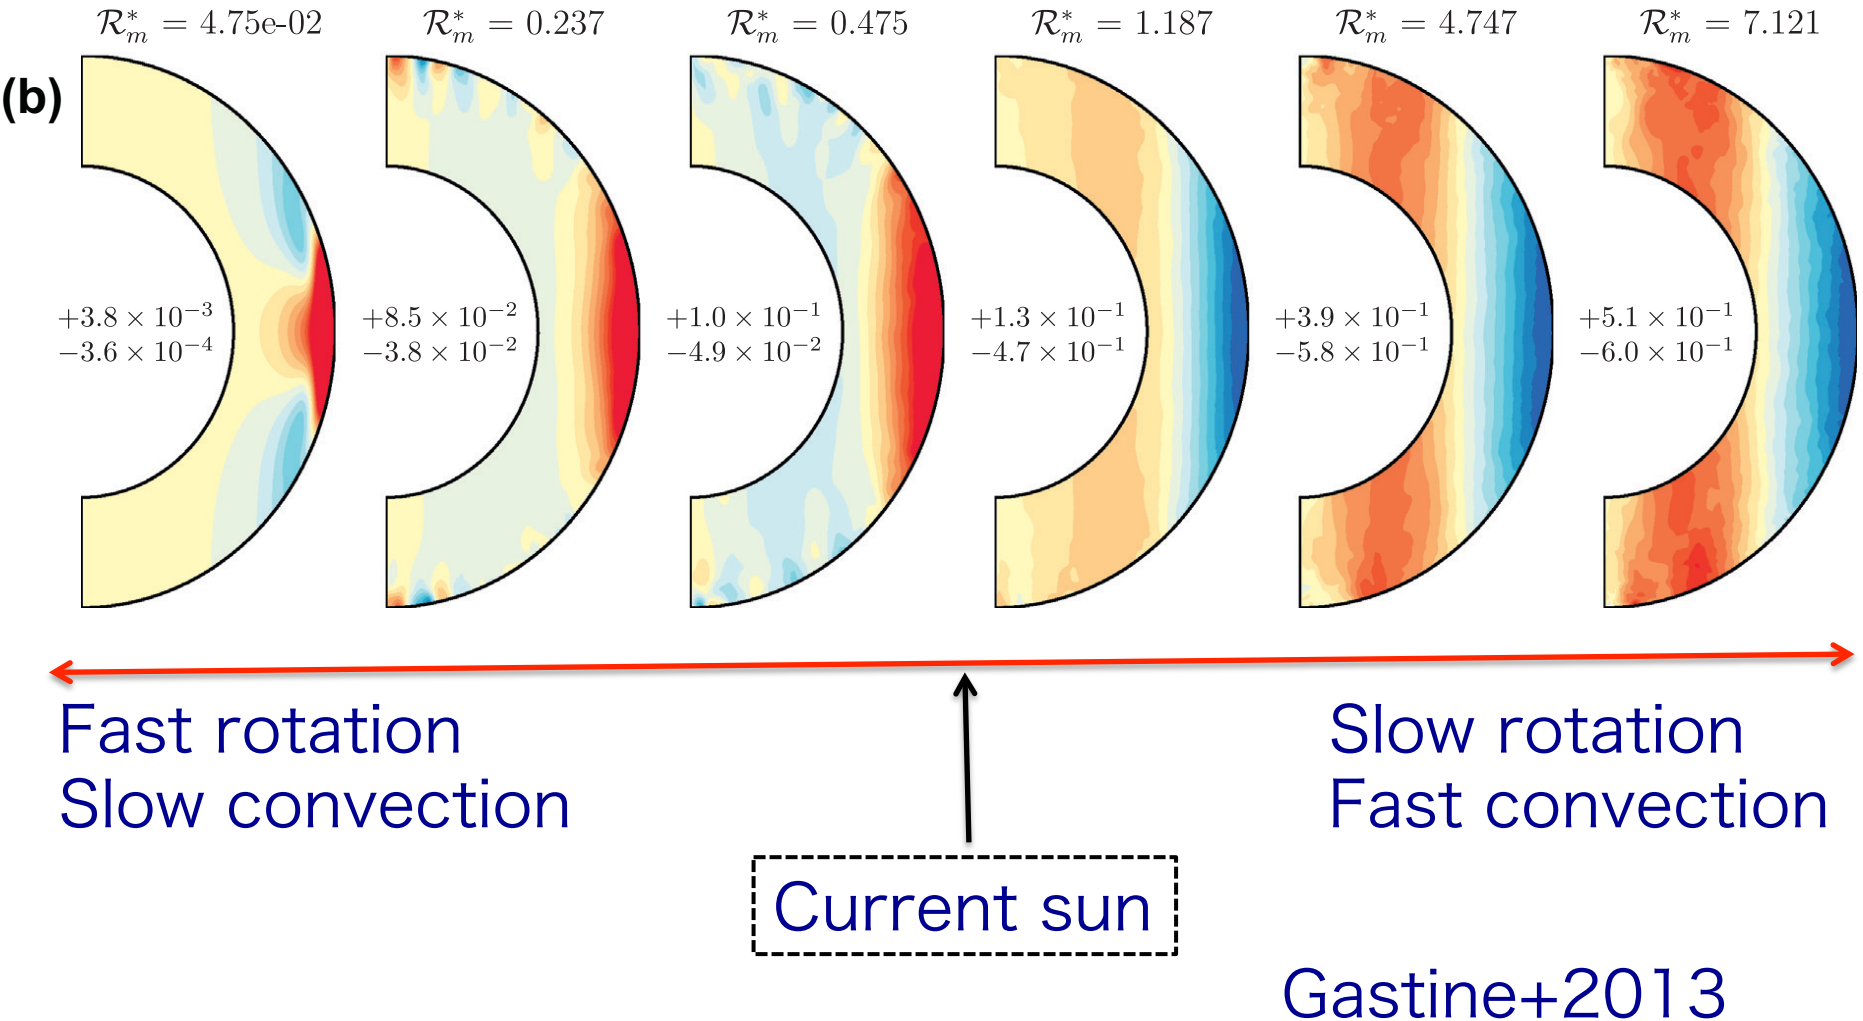 ℛ*ₘ = 4.75e-02
ℛ*ₘ = 0.237
ℛ*ₘ = 0.475
ℛ*ₘ = 1.187
ℛ*ₘ = 4.747
ℛ*ₘ = 7.121
(b)
+3.8 × 10⁻³
−3.6 × 10⁻⁴
+8.5 × 10⁻²
−3.8 × 10⁻²
+1.0 × 10⁻¹
−4.9 × 10⁻²
+1.3 × 10⁻¹
−4.7 × 10⁻¹
+3.9 × 10⁻¹
−5.8 × 10⁻¹
+5.1 × 10⁻¹
−6.0 × 10⁻¹
Fast rotation
Slow convection
Slow rotation
Fast convection
Current sun
Gastine+2013